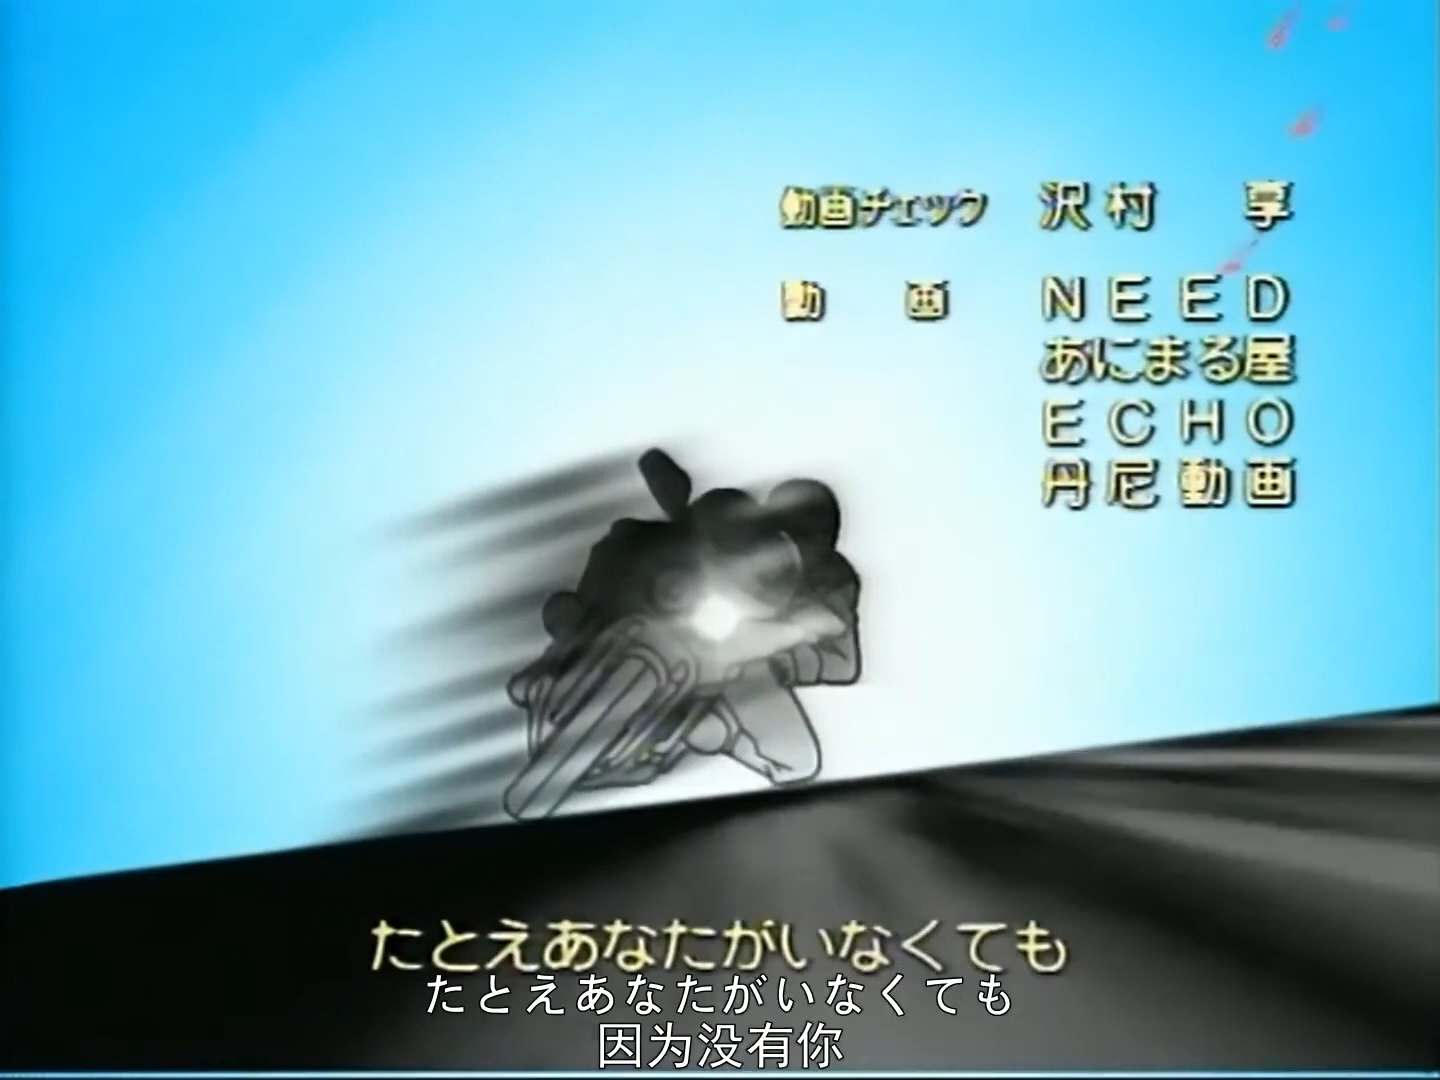 動画チェック 沢村 享
動画 NEED
あにまる屋
ECHO
丹尼動画
たとえあなたがいなくても
たとえあなたがいなくても
因为没有你